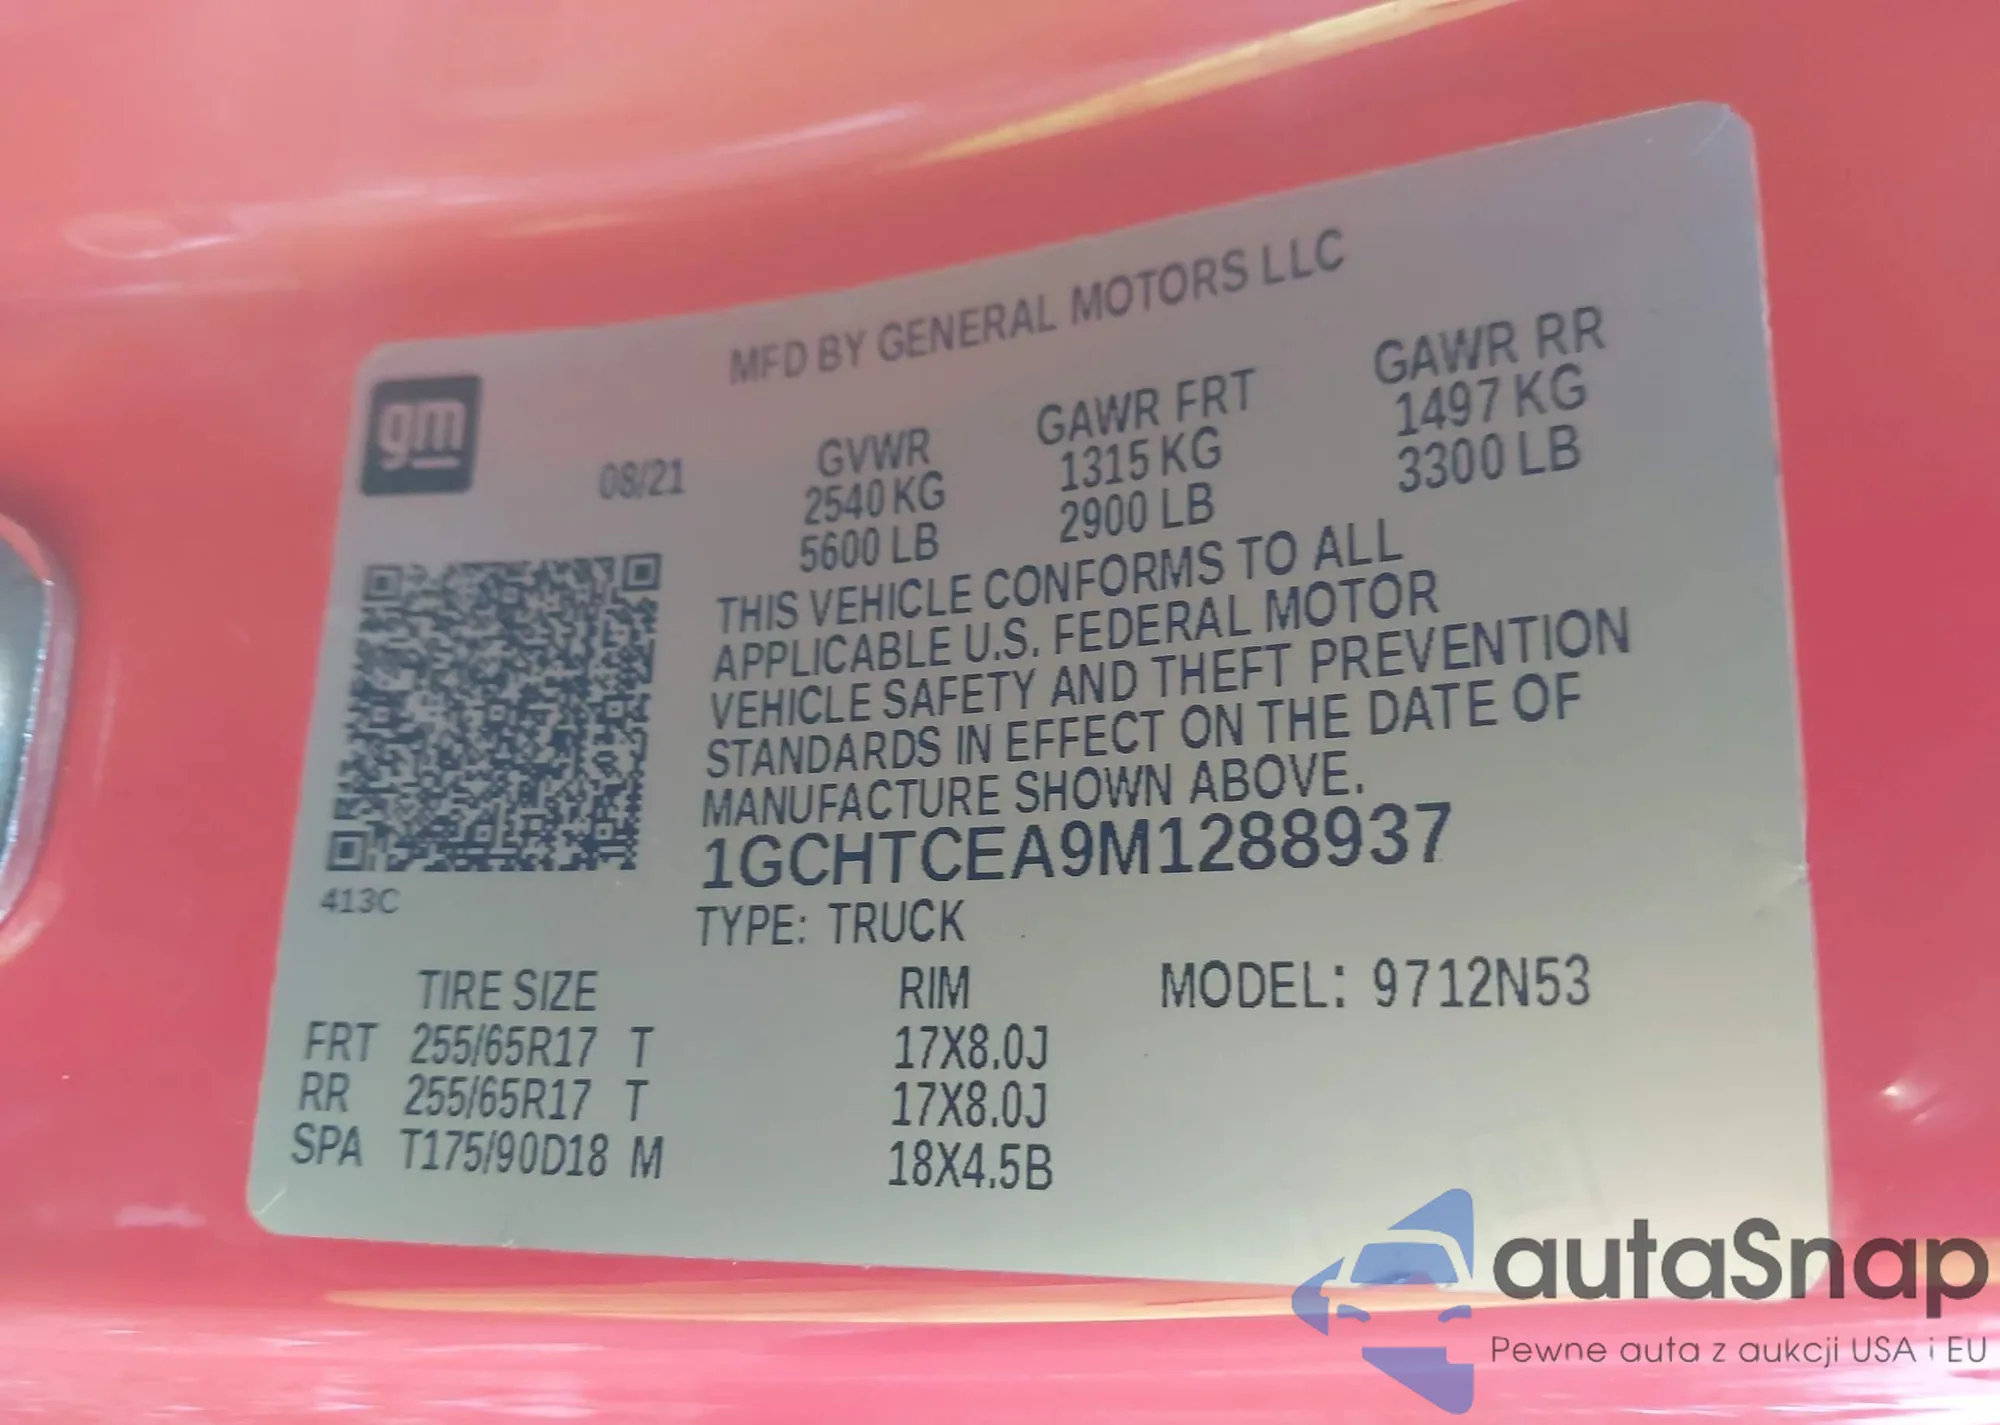 MFD BY GENERAL MOTORS LLC
gm
08/21
GVWR GAWR FRT GAWR RR
2540 KG 1315 KG 1497 KG
5600 LB 2900 LB 3300 LB
THIS VEHICLE CONFORMS TO ALL
APPLICABLE U.S. FEDERAL MOTOR
VEHICLE SAFETY AND THEFT PREVENTION
STANDARDS IN EFFECT ON THE DATE OF
MANUFACTURE SHOWN ABOVE.
1GCHTCEA9M1288937
413C
TYPE: TRUCK
TIRE SIZE RIM MODEL: 9712N53
FRT 255/65R17 T 17X8.0J
RR 255/65R17 T 17X8.0J
SPA T175/90D18 M 18X4.5B
autaSnap
Pewne auta z aukcji USA i EU